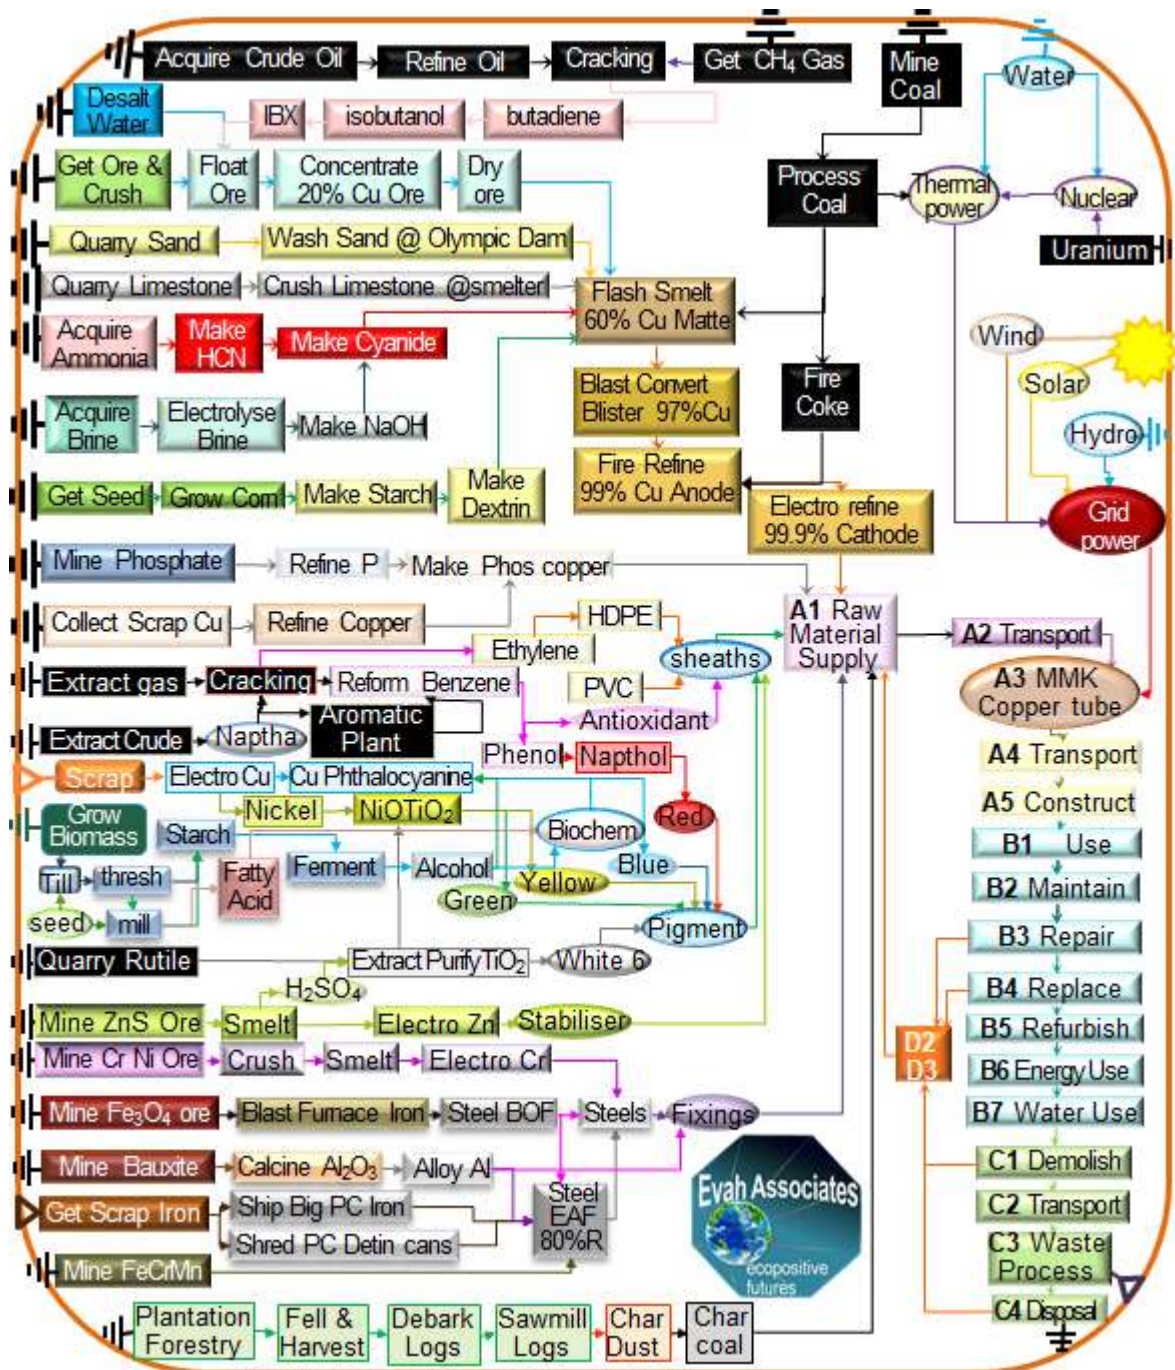 Acquire Crude Oil
Refine Oil
Cracking
Get CH₄ Gas
Mine
Coal
Water
Desalt
Water
IBX
isobutanol
butadiene
Get Ore &
Crush
Float
Ore
Concentrate
20% Cu Ore
Dry
ore
Process
Coal
Thermal
power
Nuclear
Uranium
Quarry Sand
Wash Sand @ Olympic Dam
Quarry Limestone
Crush Limestone @smelter
Flash Smelt
60% Cu Matte
Acquire
Ammonia
Make
HCN
Make Cyanide
Wind
Solar
Blast Convert
Blister 97%Cu
Fire
Coke
Acquire
Brine
Electrolyse
Brine
Make NaOH
Hydro
Fire Refine
99% Cu Anode
Get Seed
Grow Corn
Make Starch
Make
Dextrin
Electro refine
99.9% Cathode
Grid
power
Mine Phosphate
Refine P
Make Phos copper
Collect Scrap Cu
Refine Copper
HDPE
Ethylene
sheaths
A1 Raw
Material
Supply
A2 Transport
Extract gas
Cracking
Reform Benzene
PVC
A3 MMK
Copper tube
Antioxidant
Extract Crude
Naptha
Aromatic
Plant
Phenol
Napthol
A4 Transport
Scrap
Electro Cu
Cu Phthalocyanine
Nickel
NiOTiO₂
Red
A5 Construct
Grow
Biomass
Starch
Biochem
B1 Use
Till
thresh
Fatty
Acid
Ferment
Alcohol
Blue
Yellow
Green
B2 Maintain
seed
mill
Pigment
B3 Repair
Quarry Rutile
Extract PurifyTiO₂
White 6
H₂SO₄
B4 Replace
Mine ZnS Ore
Smelt
Electro Zn
Stabiliser
B5 Refurbish
D2
D3
Mine Cr Ni Ore
Crush
Smelt
Electro Cr
B6 Energy Use
Mine Fe₃O₄ ore
Blast Furnace Iron
Steel BOF
Steels
Fixings
B7 Water Use
Mine Bauxite
Calcine Al₂O₃
Alloy Al
C1 Demolish
Get Scrap Iron
Ship Big PC Iron
Shred PC Detin cans
Steel
EAF
80%R
Evah Associates
ecopositive
futures
C2 Transport
Mine FeCrMn
C3 Waste
Process
C4 Disposal
Plantation
Forestry
Fell &
Harvest
Debark
Logs
Sawmill
Logs
Char
Dust
Char
coal